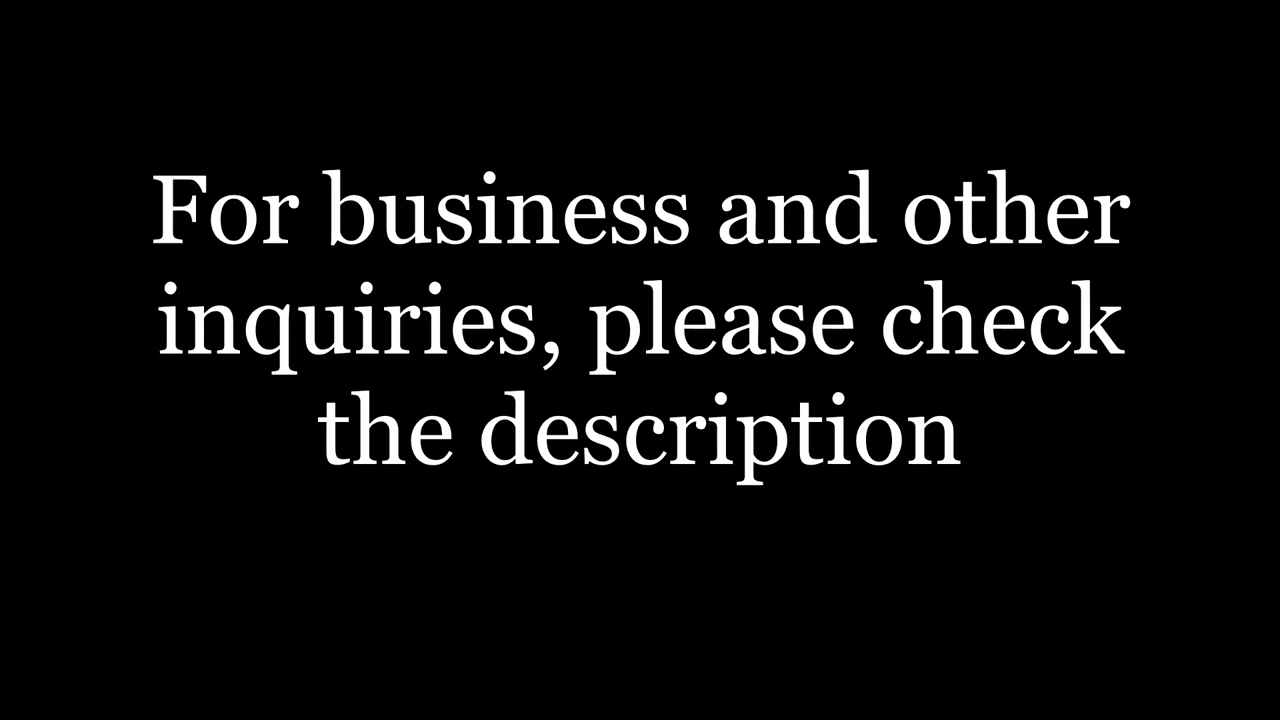 For business and other
inquiries, please check
the description